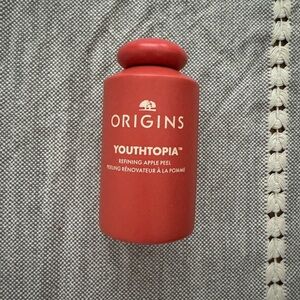 ORIGINS
YOUTHTOPIA™
REFINING APPLE PEEL
PEELING RÉNOVATEUR À LA POMME